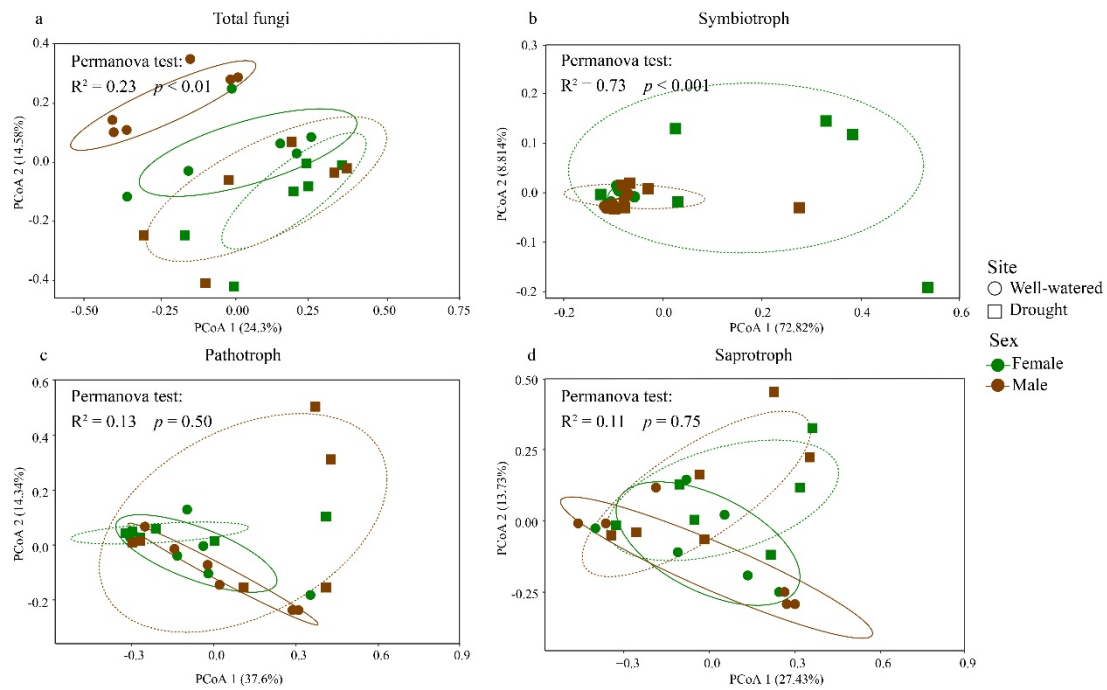 a Total fungi
Permanova test:
R² = 0.23 p < 0.01
0.4
0.2
0.0
-0.2
-0.4
PCoA 2 (14.58%)
-0.50 -0.25 0.00 0.25 0.50 0.75
PCoA 1 (24.3%)
b Symbiotroph
Permanova test:
R² = 0.73 p < 0.001
0.3
0.2
0.1
0.0
-0.1
-0.2
PCoA 2 (8.814%)
-0.2 0.0 0.2 0.4 0.6
PCoA 1 (72.82%)
Site
Well-watered
Drought
Sex
Female
Male
c Pathotroph
Permanova test:
R² = 0.13 p = 0.50
0.6
0.4
0.2
0.0
-0.2
PCoA 2 (14.34%)
-0.3 0.0 0.3 0.6 0.9
PCoA 1 (37.6%)
d Saprotroph
Permanova test:
R² = 0.11 p = 0.75
0.50
0.25
0.00
-0.25
PCoA 2 (13.73%)
-0.3 0.0 0.3 0.6 0.9
PCoA 1 (27.43%)